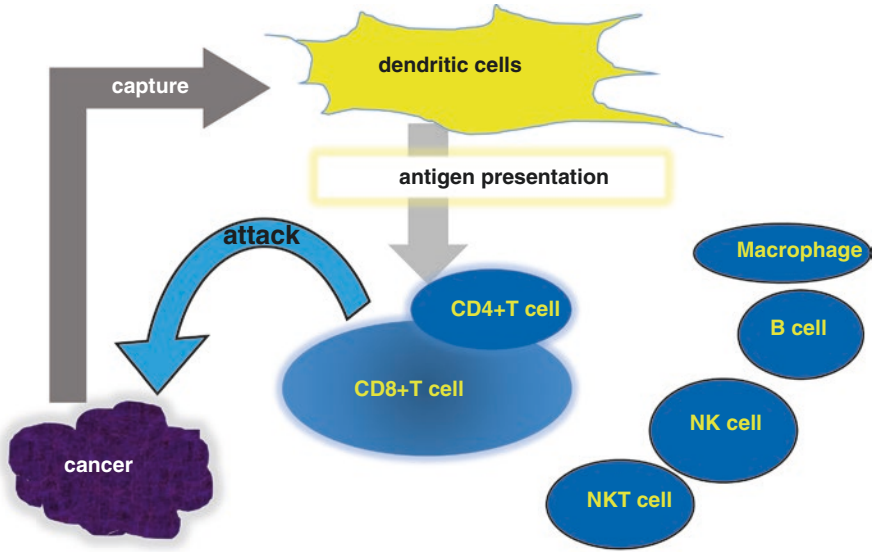 dendritic cells
capture
antigen presentation
attack
Macrophage
CD4+T cell
B cell
CD8+T cell
NK cell
cancer
NKT cell